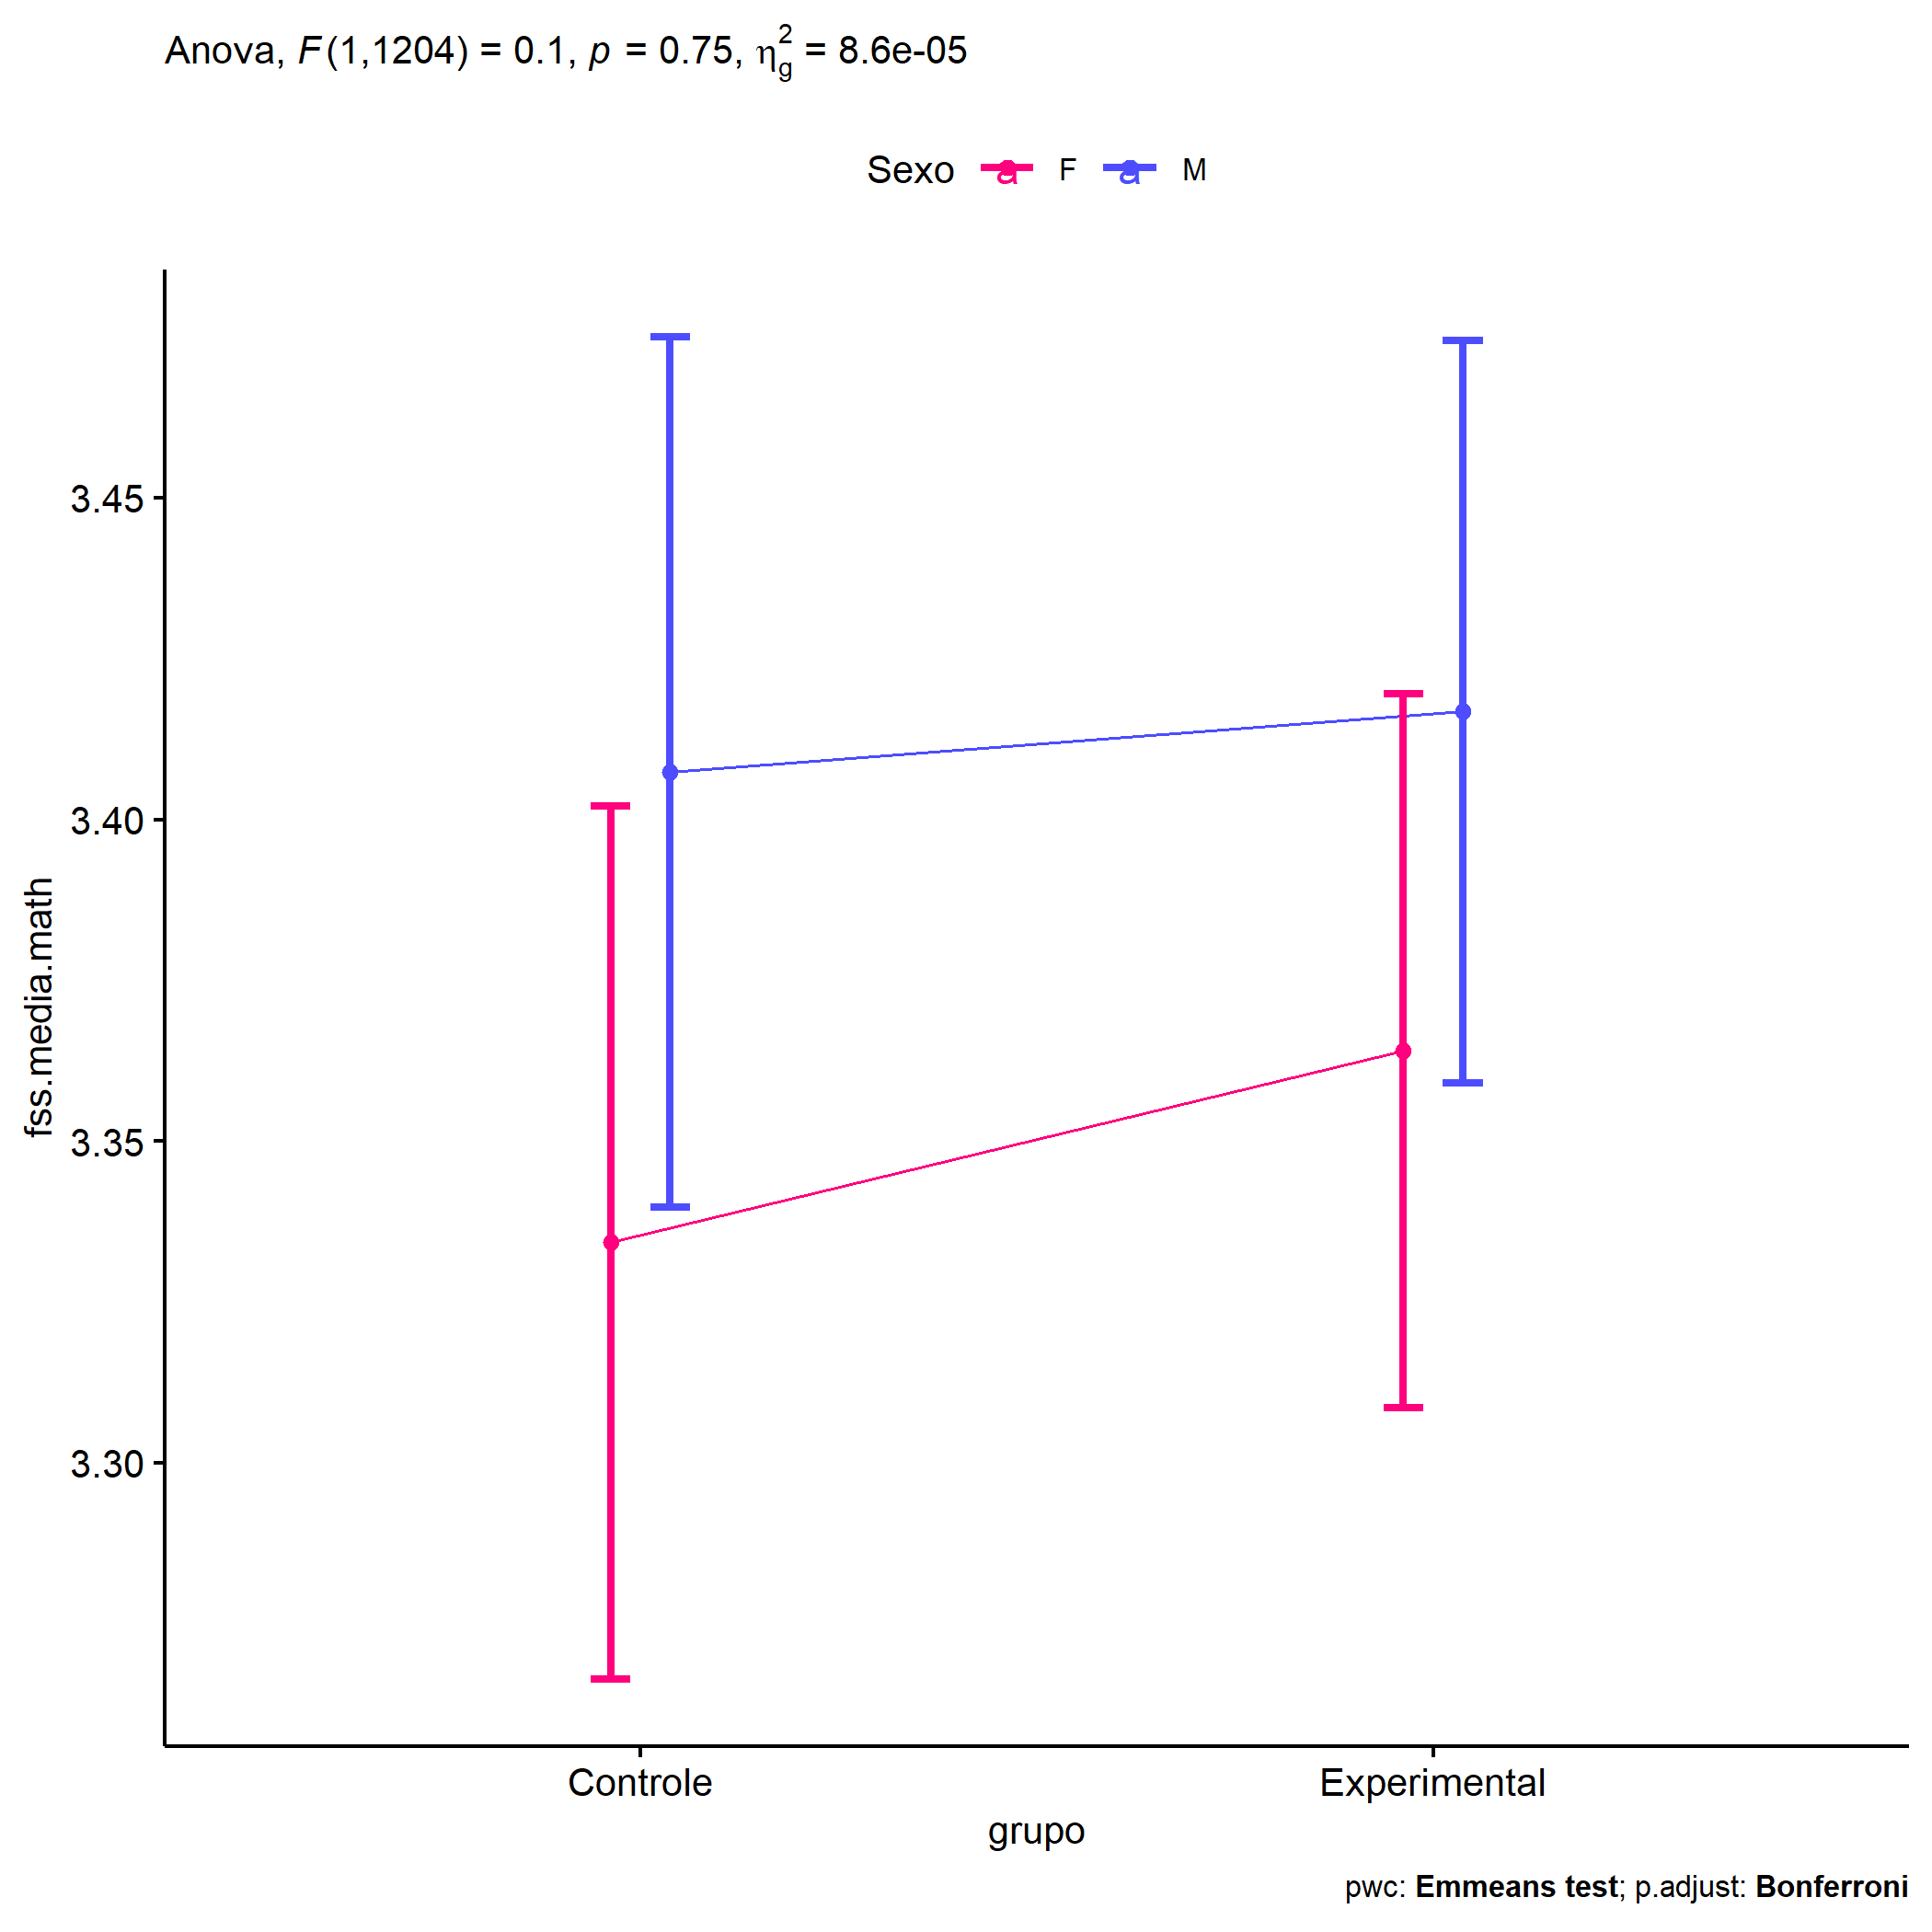 Anova, F(1,1204) = 0.1, p = 0.75, η²g = 8.6e-05
Sexo a F a M
3.45
3.40
3.35
3.30
fss.media.math
Controle Experimental
grupo
pwc: Emmeans test; p.adjust: Bonferroni